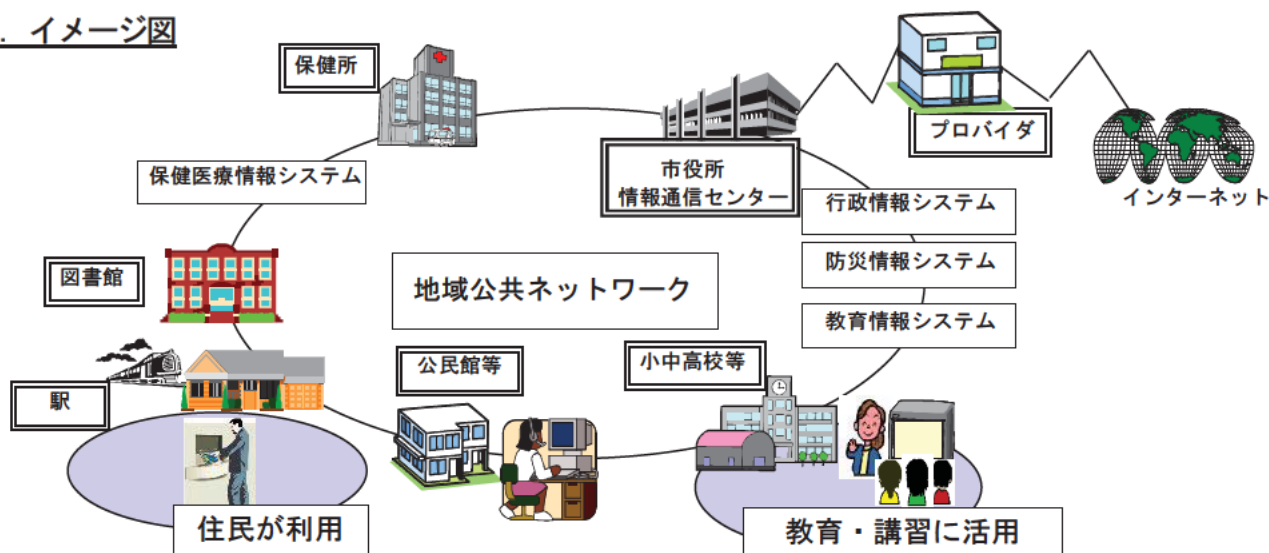 . イメージ図
保健所
プロバイダ
市役所
情報通信センター
インターネット
保健医療情報システム
行政情報システム
図書館
防災情報システム
地域公共ネットワーク
教育情報システム
公民館等
小中高校等
駅
住民が利用
教育・講習に活用